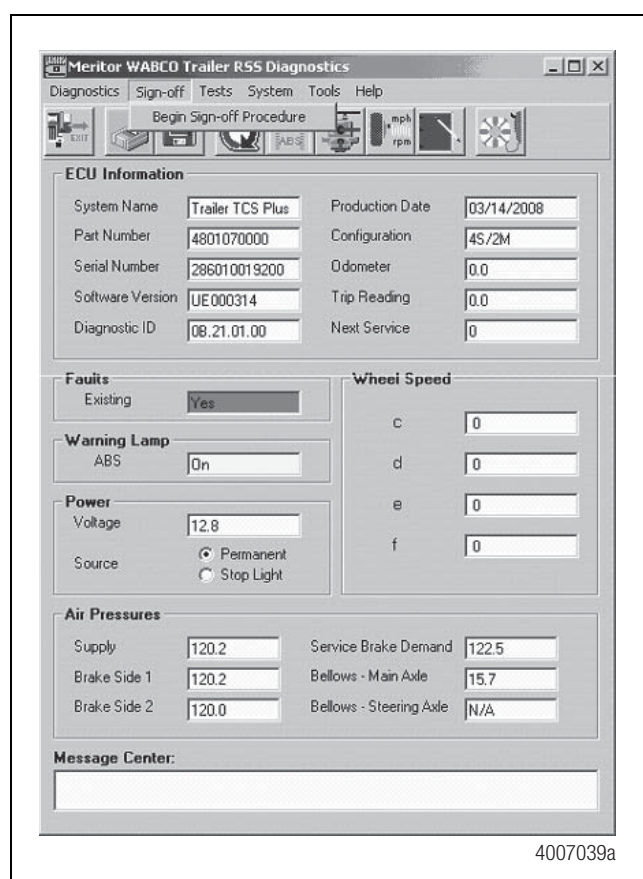 Meritor WABCO Trailer RSS Diagnostics
Diagnostics Sign-off Tests System Tools Help
Begin Sign-off Procedure
EXIT
ABS
mph
rpm
ECU Information
System Name Trailer TCS Plus Production Date 03/14/2008
Part Number 4801070000 Configuration 4S/2M
Serial Number 286010019200 Odometer 0.0
Software Version UE000314 Trip Reading 0.0
Diagnostic ID 0B.21.01.00 Next Service 0
Faults Wheel Speed
Existing Yes
c 0
Warning Lamp
ABS On d 0
Power e 0
Voltage 12.8
Source Permanent f 0
Stop Light
Air Pressures
Supply 120.2 Service Brake Demand 122.5
Brake Side 1 120.2 Bellows - Main Axle 15.7
Brake Side 2 120.0 Bellows - Steering Axle N/A
Message Center:
4007039a